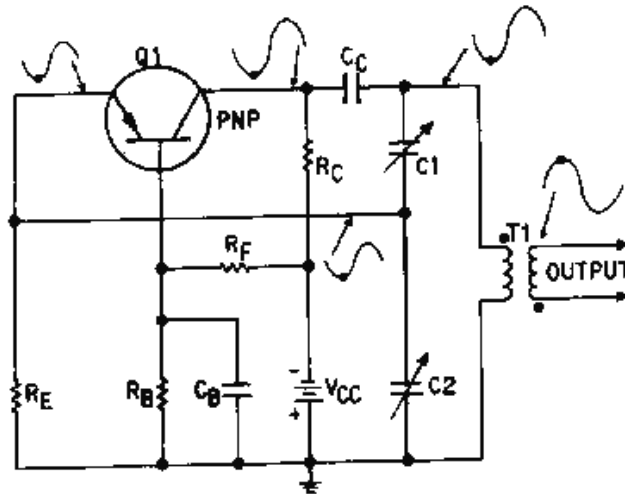 Q1
PNP
CC
RC
C1
RF
T1
OUTPUT
RE
RB
CB
-
+
VCC
C2